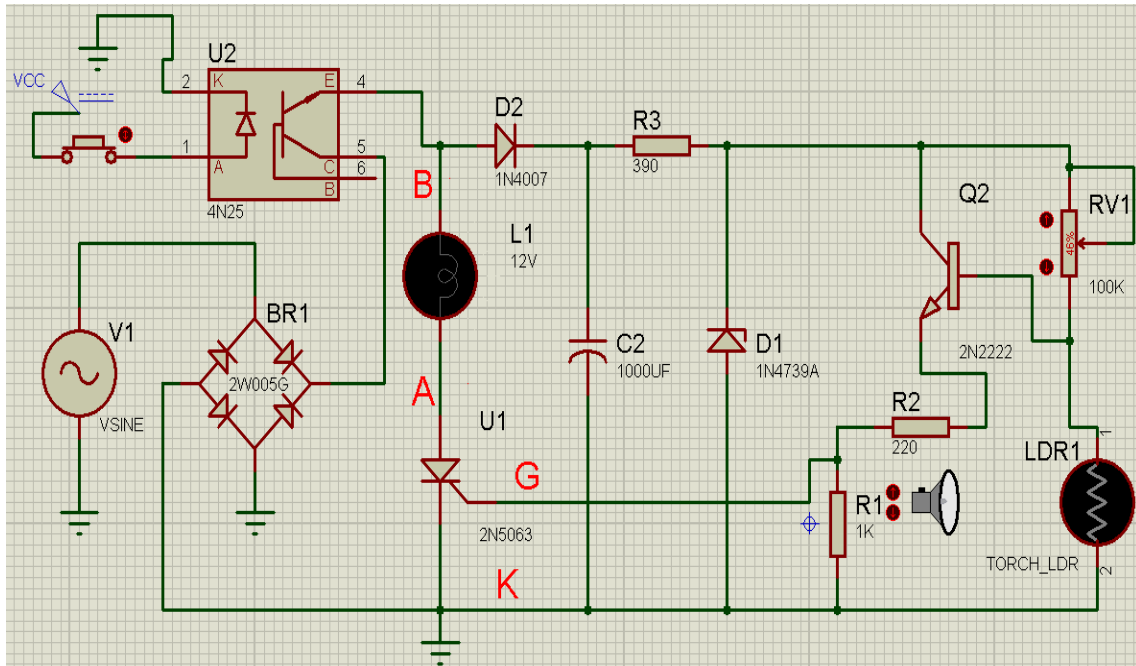 U2
VCC
2
K
E
4
1
A
C
5
B
6
4N25
D2
1N4007
R3
390
B
L1
12V
Q2
2N2222
RV1
46%
100K
V1
VSINE
BR1
2W005G
C2
1000UF
D1
1N4739A
A
U1
G
2N5063
K
R2
220
R1
1K
LDR1
1
TORCH_LDR
2